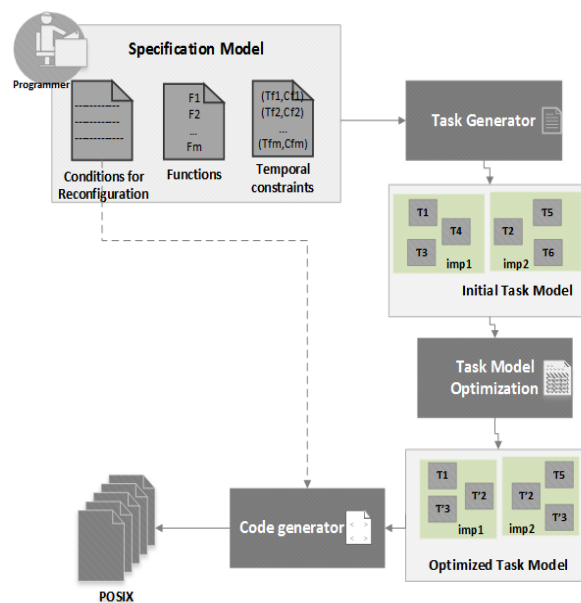 Programmer
Specification Model
------------
------------
-------------
F1
F2
...
Fm
(Tf1,Cf1)
(Tf2,Cf2)
...
(Tfm,Cfm)
Conditions for
Reconfiguration
Functions
Temporal
constraints
Task Generator
T1
T4
T3
imp1
T5
T2
T6
imp2
Initial Task Model
Task Model
Optimization
T1
T'2
T'3
imp1
T5
T'2
T'3
imp2
Optimized Task Model
Code generator
< >
< >
POSIX